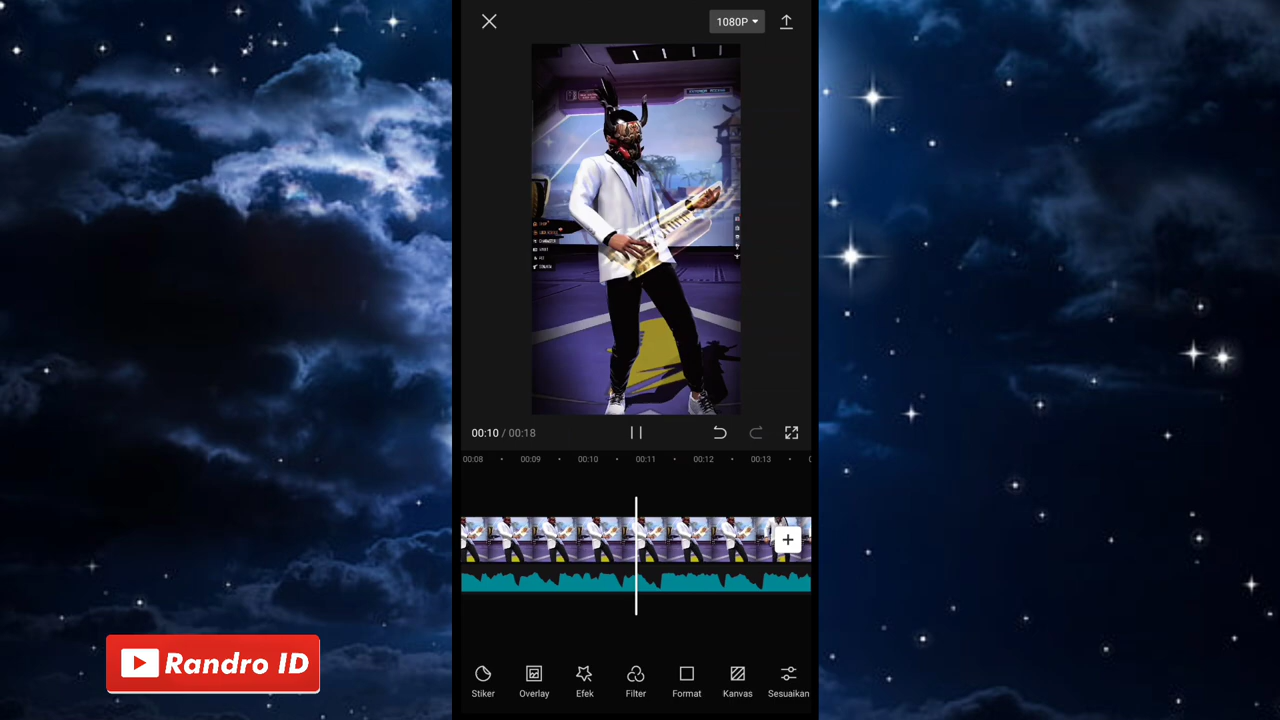 1080P
00:10 / 00:18
00:08 00:09 00:10 00:11 00:12 00:13
Stiker Overlay Efek Filter Format Kanvas Sesuaikan
Randro ID